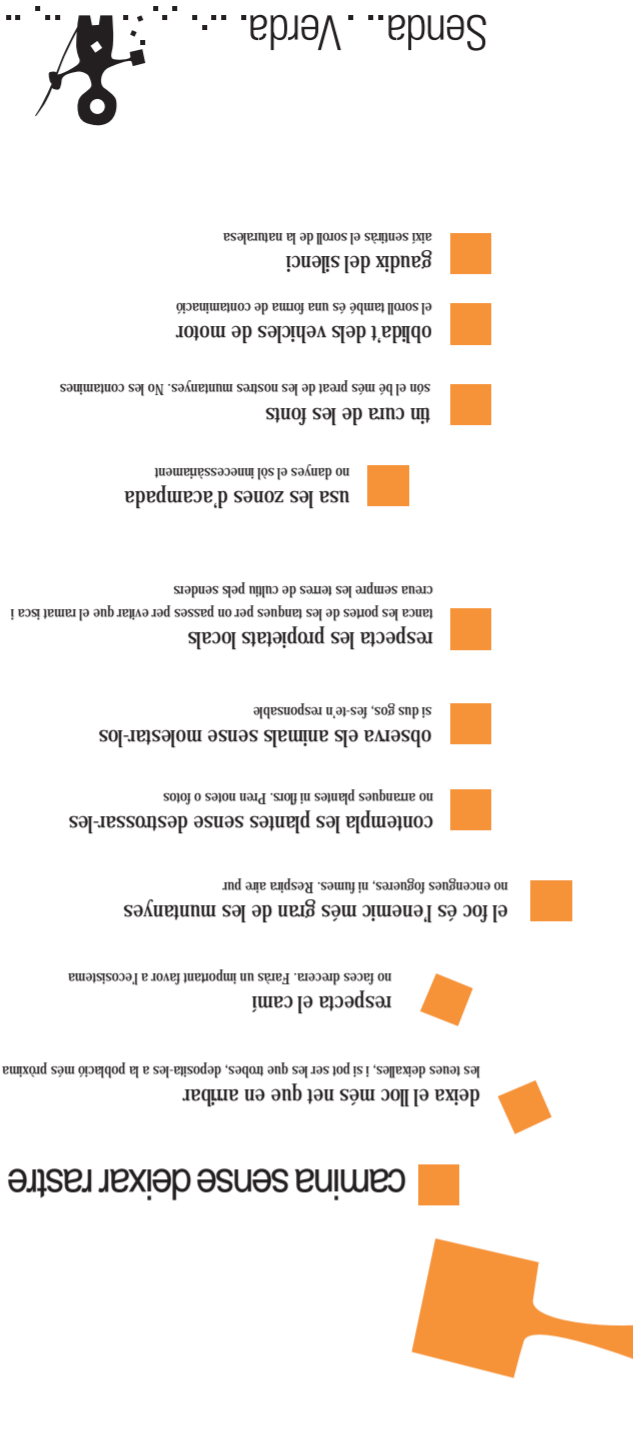 camina sense deixar rastre
deixa el lloc més net que en arribar
les teues deixalles, i si pot ser les que trobes, deposita-les a la població més pròxima
respecta el camí
no faces drecera. Faràs un important favor a l'ecosistema
el foc és l'enemic més gran de les muntanyes
no encengues fogueres, ni fumes. Respira aire pur
contempla les plantes sense destrossar-les
no arranques plantes ni flors. Pren notes o fotos
observa els animals sense molestar-los
si dus gos, fes-te'n responsable
respecta les propietats locals
tanca les portes de les tanques per on passes per evitar que el ramat isca i
creua sempre les terres de cultiu pels senders
usa les zones d'acampada
no danyes el sòl innecessàriament
tin cura de les fonts
són el bé més preat de les nostres muntanyes. No les contamines
oblida't dels vehicles de motor
el soroll també és una forma de contaminació
gaudix del silenci
així sentiràs el soroll de la naturalesa
Senda Verda